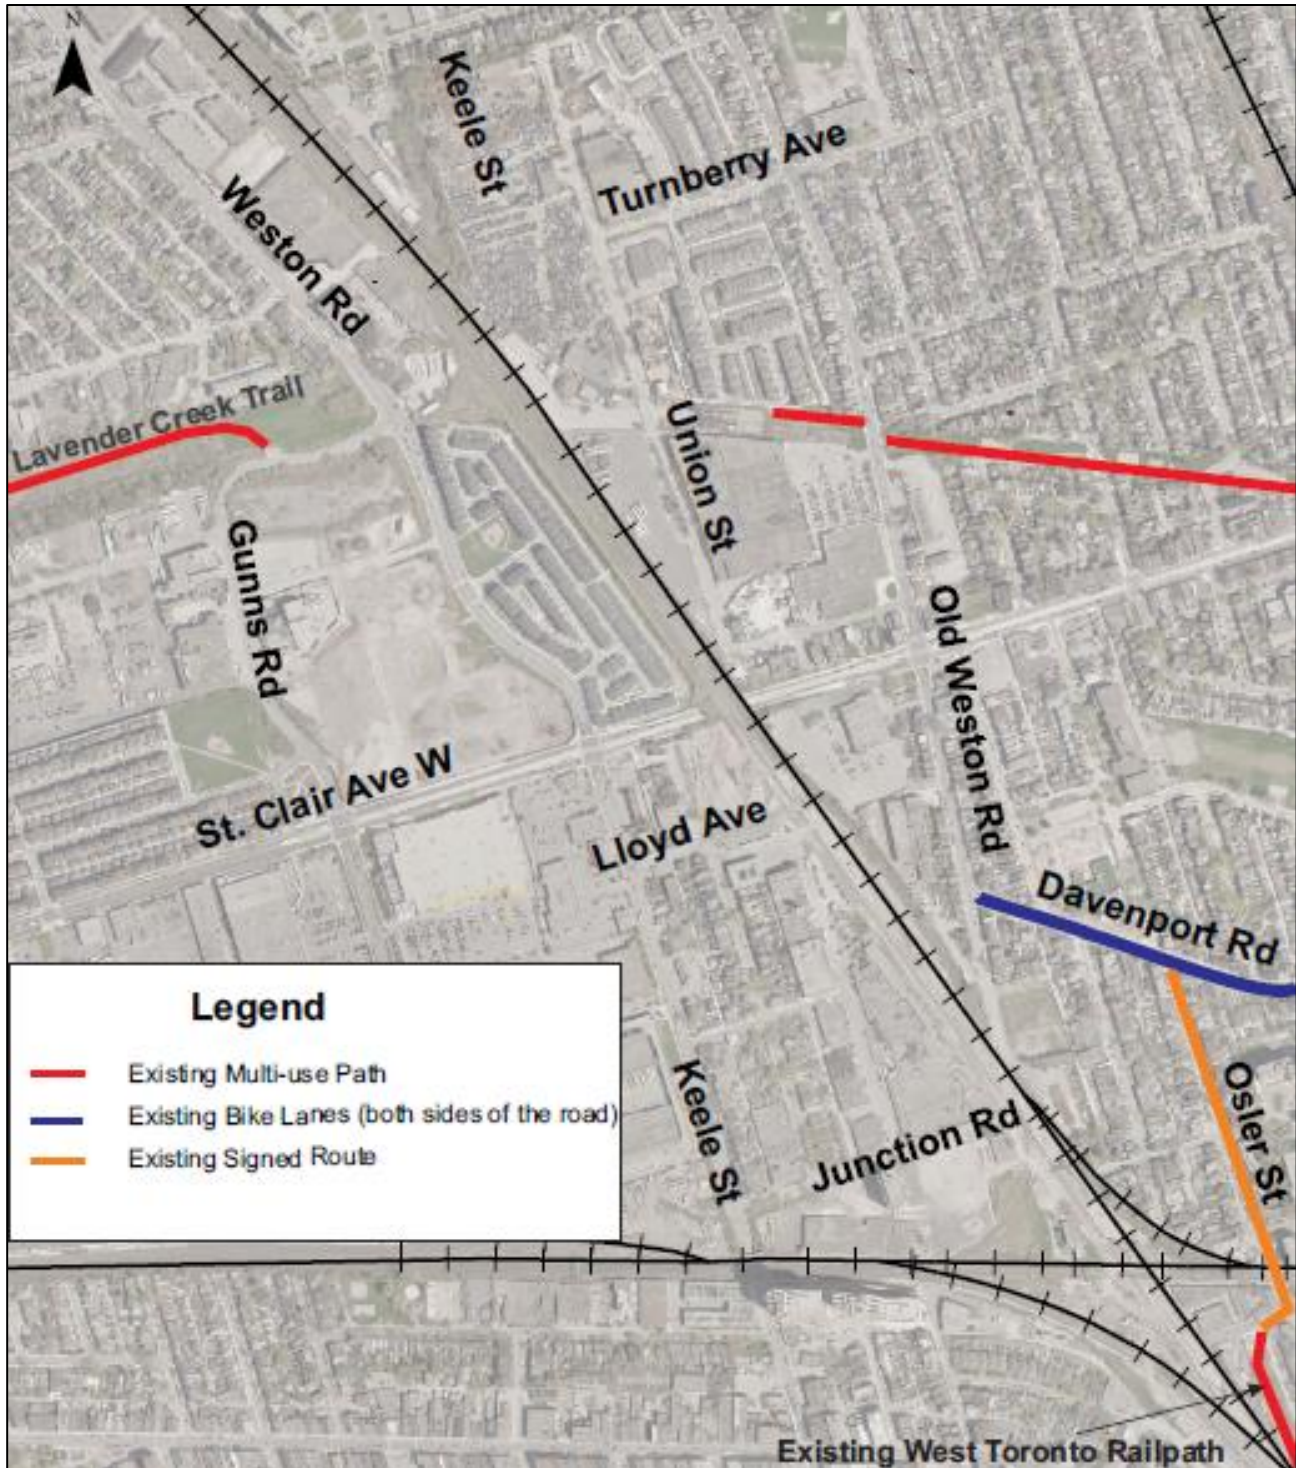 N
Keele St
Turnberry Ave
Weston Rd
Lavender Creek Trail
Union St
Gunns Rd
Old Weston Rd
St. Clair Ave W
Lloyd Ave
Davenport Rd
Legend
Existing Multi-use Path
Existing Bike Lanes (both sides of the road)
Existing Signed Route
Keele St
Junction Rd
Osler St
Existing West Toronto Railpath